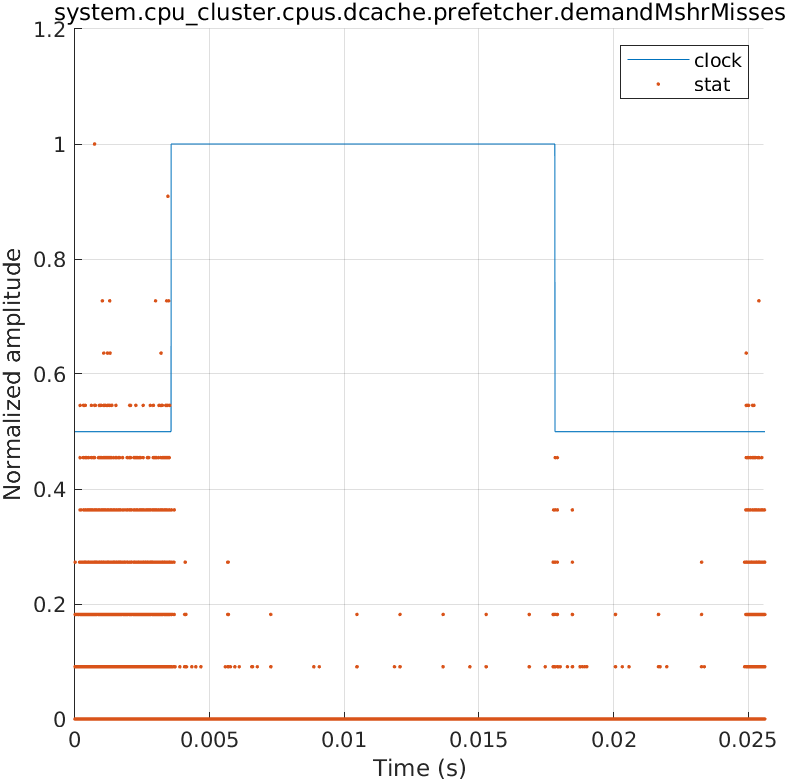 system.cpu_cluster.cpus.dcache.prefetcher.demandMshrMisses
clock
stat
Normalized amplitude
1.2
1
0.8
0.6
0.4
0.2
0
0 0.005 0.01 0.015 0.02 0.025
Time (s)